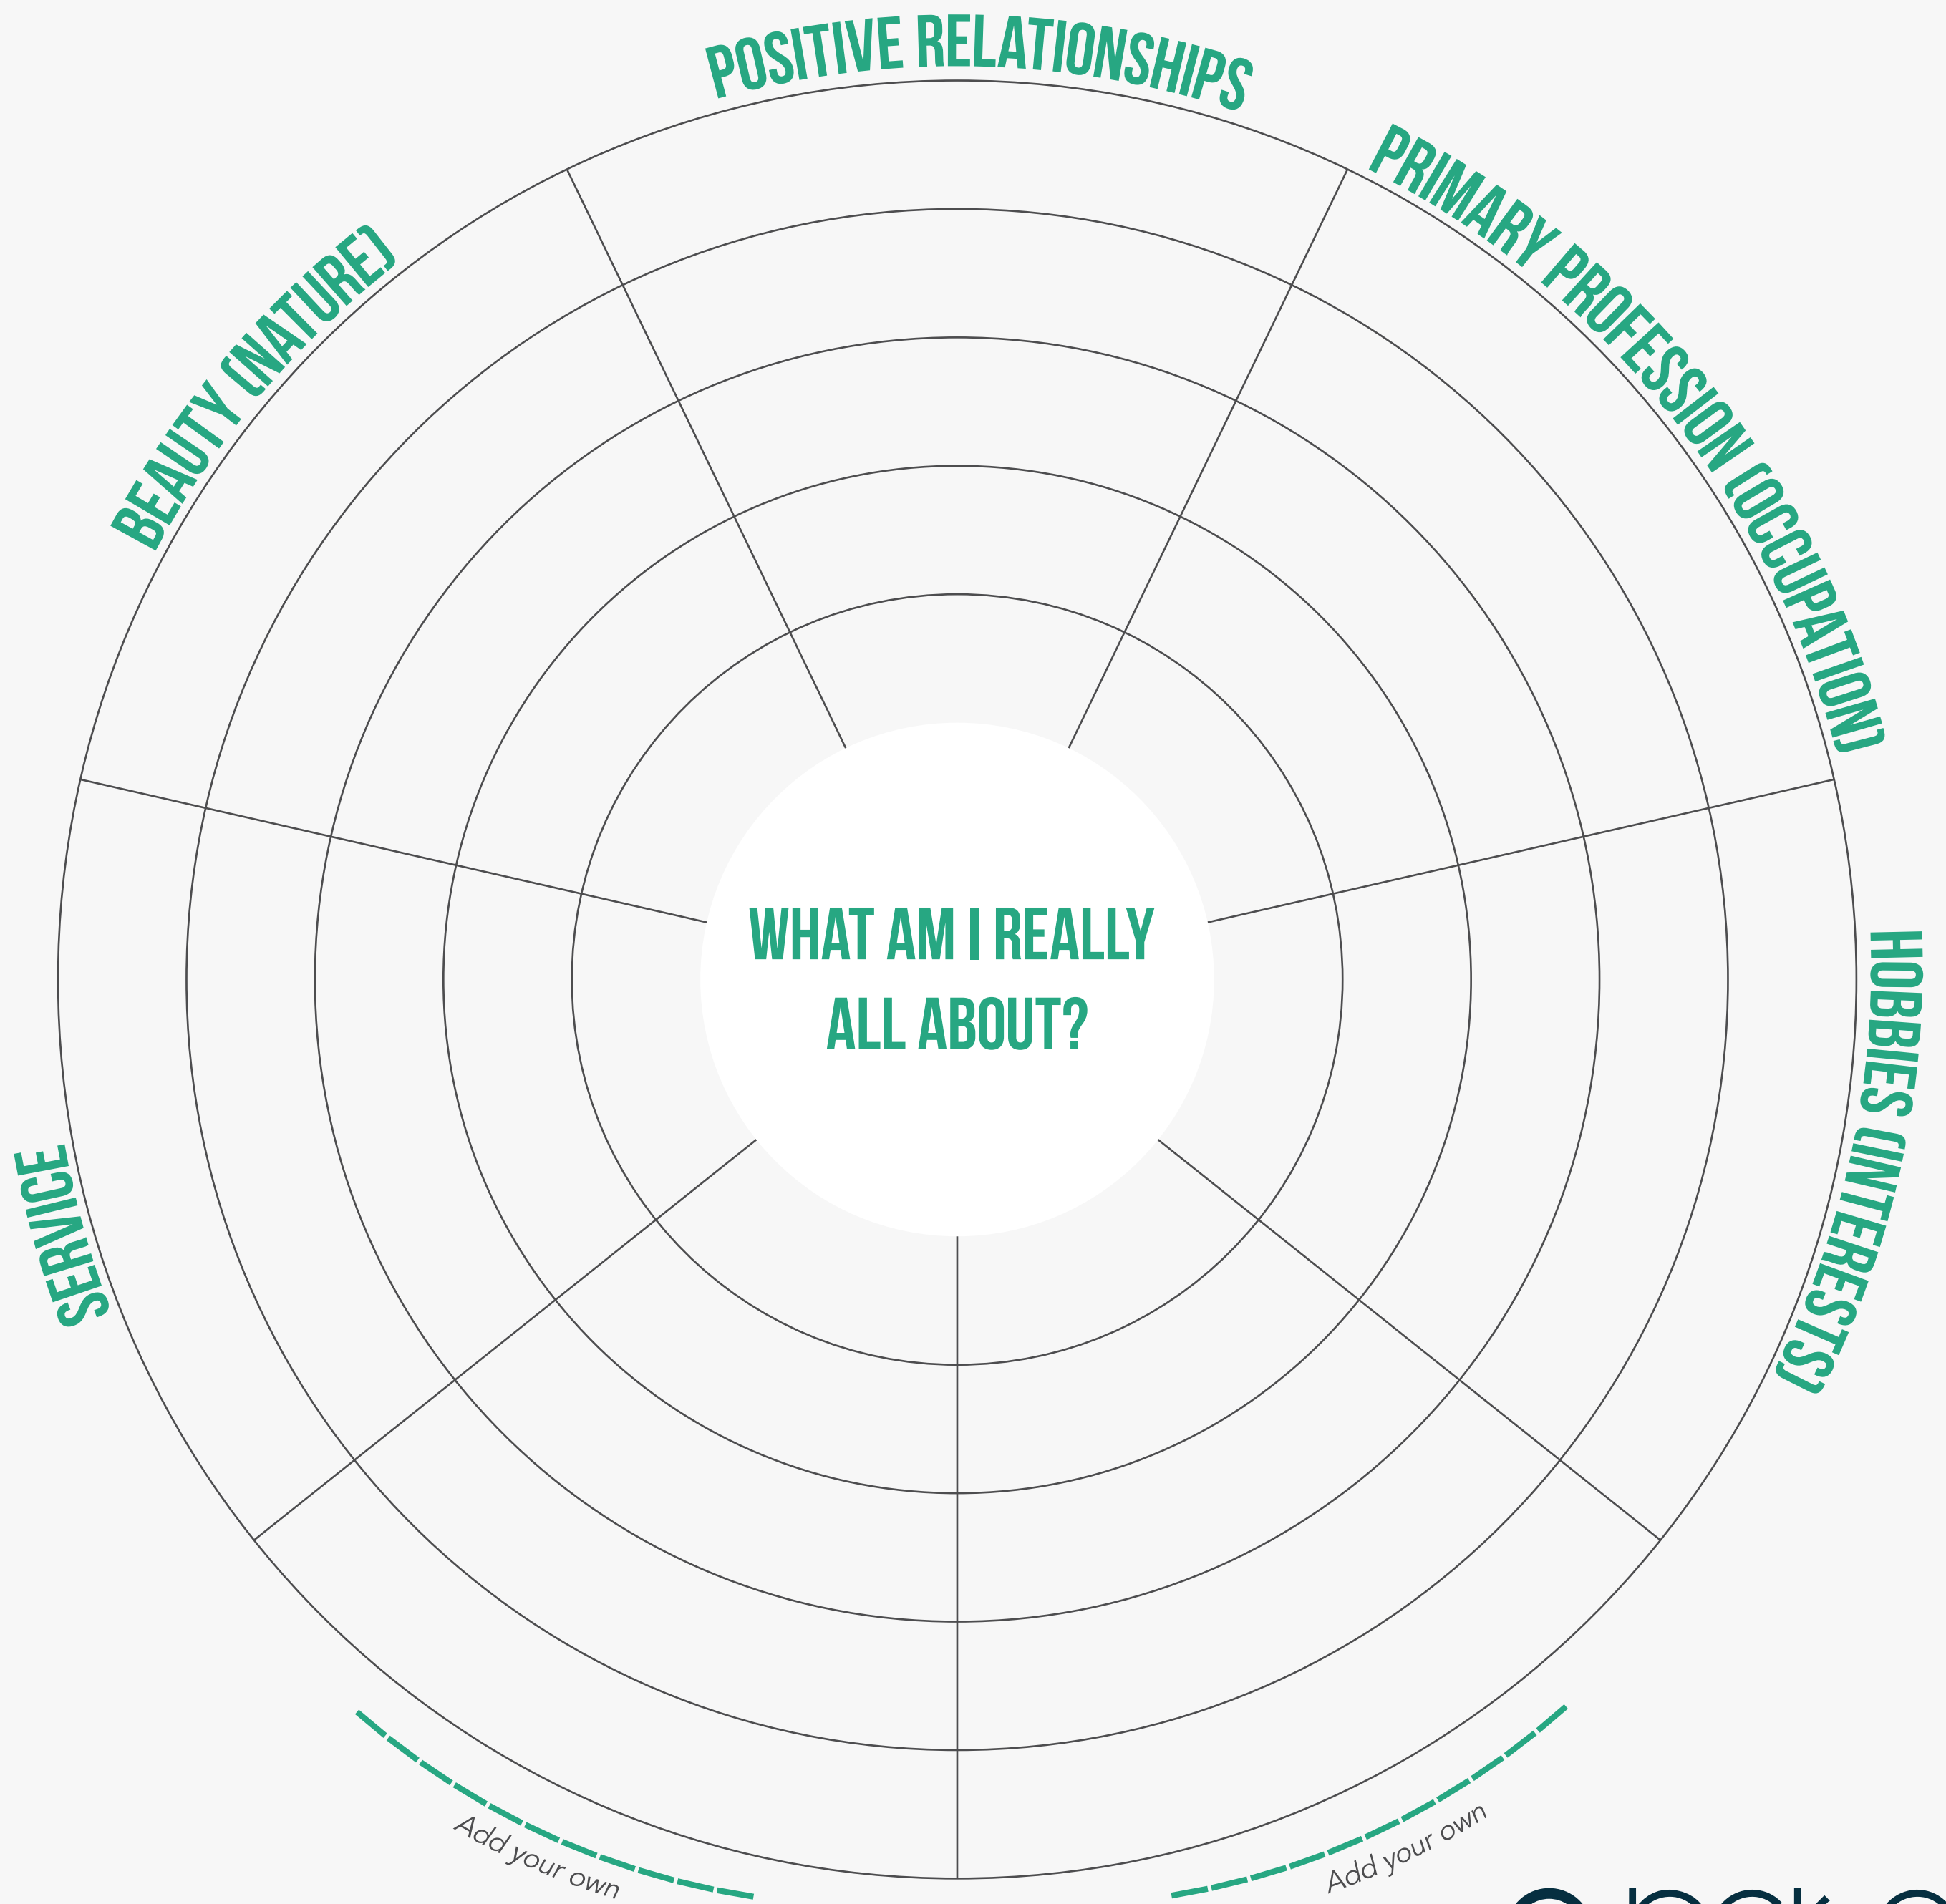 POSITIVE RELATIONSHIPS
PRIMARY PROFESSION (OCCUPATION)
BEAUTY (NATURE)
WHAT AM I REALLY
ALL ABOUT?
HOBBIES (INTERESTS)
SERVICE
Add your own
Add your own